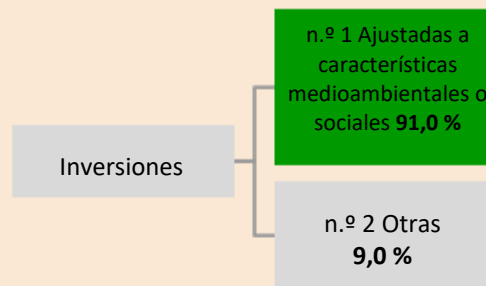 n.º 1 Ajustadas a
características
medioambientales o
sociales 91,0 %
Inversiones
n.º 2 Otras
9,0 %